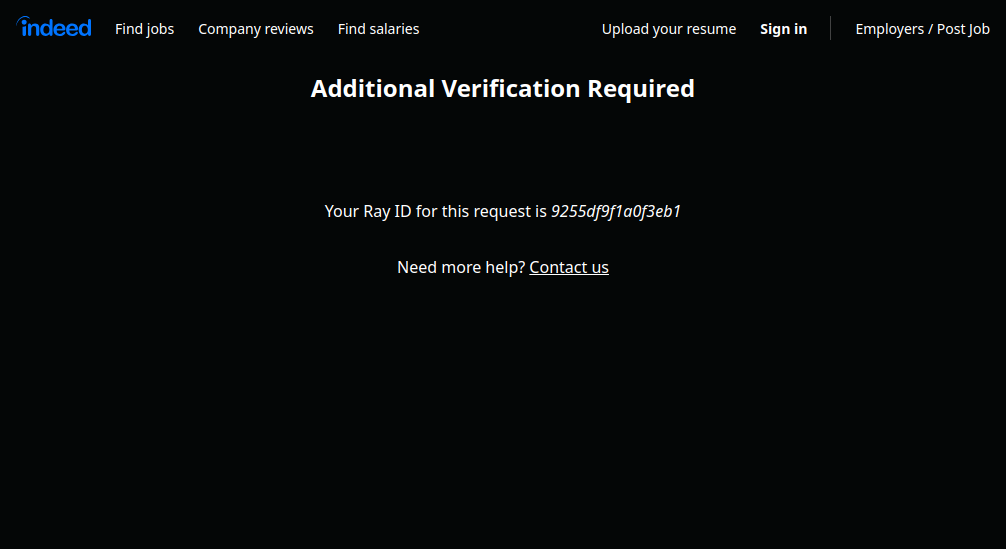 indeed Find jobs Company reviews Find salaries Upload your resume Sign in Employers / Post Job
Additional Verification Required
Your Ray ID for this request is 9255df9f1a0f3eb1
Need more help? Contact us